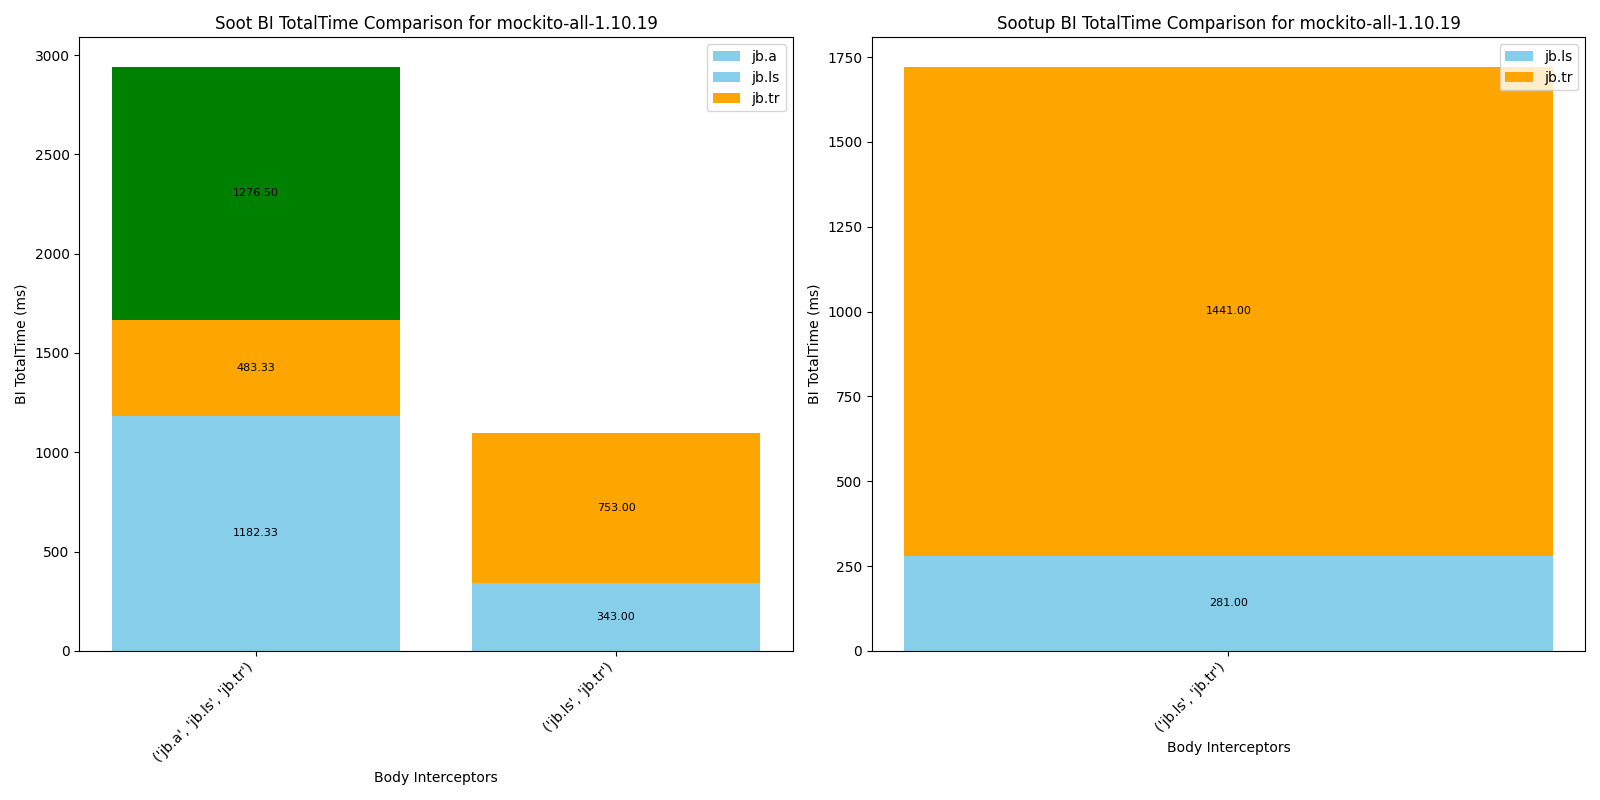 Soot BI TotalTime Comparison for mockito-all-1.10.19
BI TotalTime (ms)
3000
2500
2000
1500
1000
500
0
jb.a
jb.ls
jb.tr
1276.50
483.33
1182.33
753.00
343.00
('jb.a', 'jb.ls', 'jb.tr')
('jb.ls', 'jb.tr')
Body Interceptors
Sootup BI TotalTime Comparison for mockito-all-1.10.19
BI TotalTime (ms)
1750
1500
1250
1000
750
500
250
0
jb.ls
jb.tr
1441.00
281.00
('jb.ls', 'jb.tr')
Body Interceptors